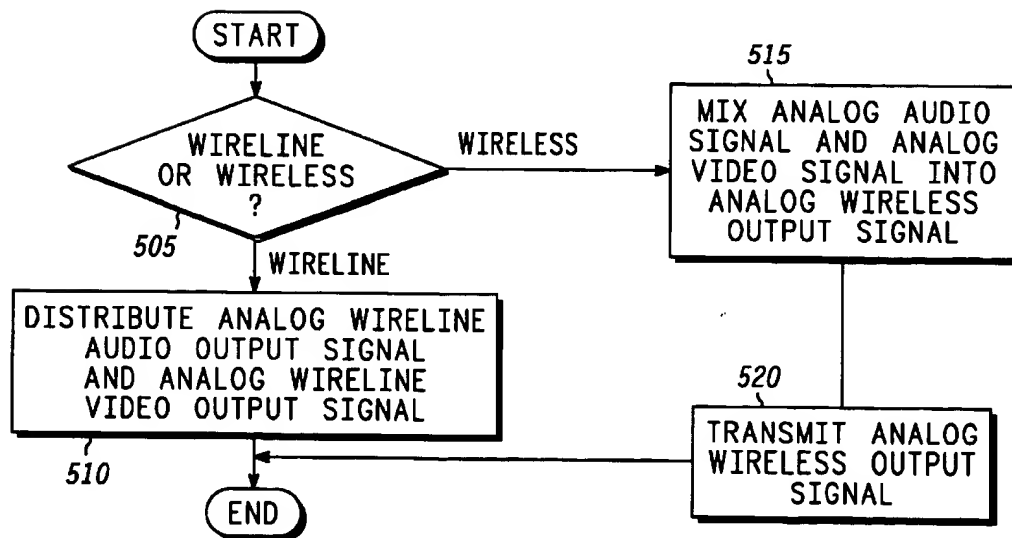 START
WIRELINE
OR WIRELESS
?
505
WIRELESS
515
MIX ANALOG AUDIO
SIGNAL AND ANALOG
VIDEO SIGNAL INTO
ANALOG WIRELESS
OUTPUT SIGNAL
WIRELINE
DISTRIBUTE ANALOG WIRELINE
AUDIO OUTPUT SIGNAL
AND ANALOG WIRELINE
VIDEO OUTPUT SIGNAL
510
520
TRANSMIT ANALOG
WIRELESS OUTPUT
SIGNAL
END